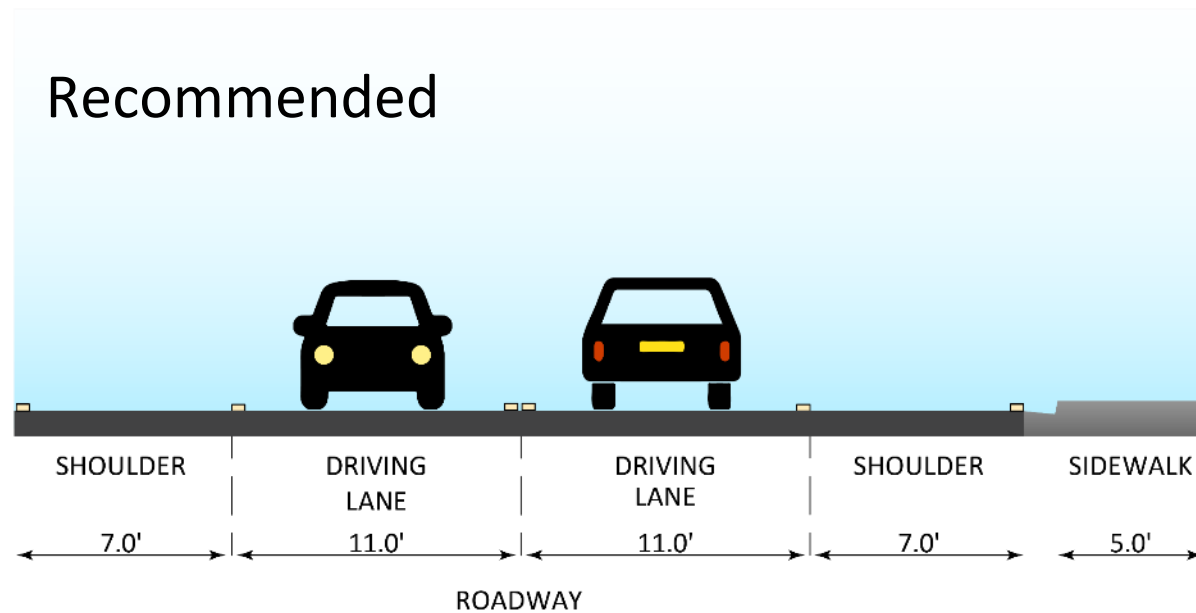 Recommended
SHOULDER
DRIVING
LANE
DRIVING
LANE
SHOULDER
SIDEWALK
7.0'
11.0'
11.0'
7.0'
5.0'
ROADWAY